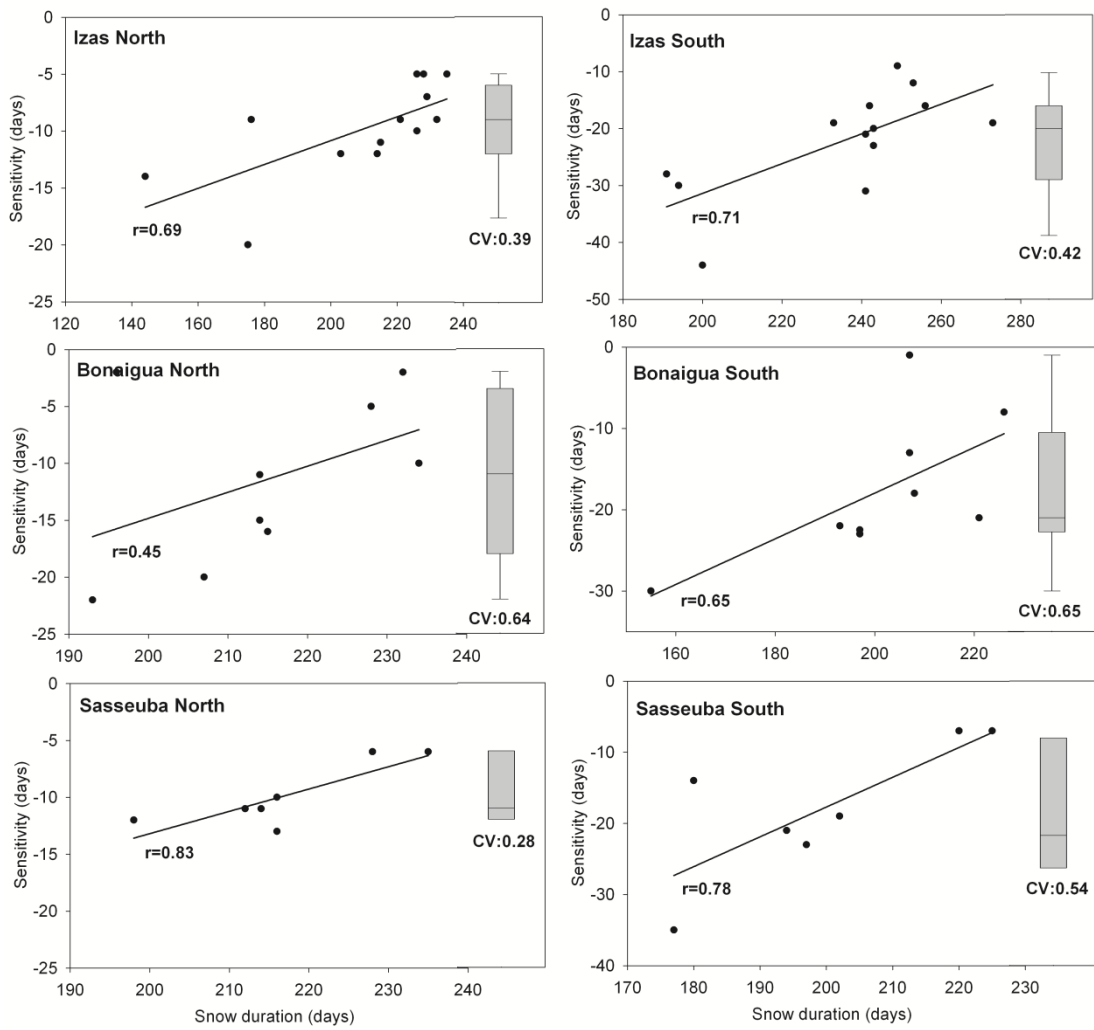 Izas North
Sensitivity (days)
0
-5
-10
-15
-20
-25
r=0.69
CV:0.39
120 140 160 180 200 220 240
Izas South
Sensitivity (days)
0
-10
-20
-30
-40
-50
r=0.71
CV:0.42
180 200 220 240 260 280
Bonaigua North
Sensitivity (days)
0
-5
-10
-15
-20
-25
r=0.45
CV:0.64
190 200 210 220 230 240
Bonaigua South
Sensitivity (days)
0
-10
-20
-30
r=0.65
CV:0.65
160 180 200 220
Sasseuba North
Sensitivity (days)
0
-5
-10
-15
-20
-25
r=0.83
CV:0.28
190 200 210 220 230 240
Snow duration (days)
Sasseuba South
Sensitivity (days)
0
-10
-20
-30
-40
r=0.78
CV:0.54
170 180 190 200 210 220 230
Snow duration (days)